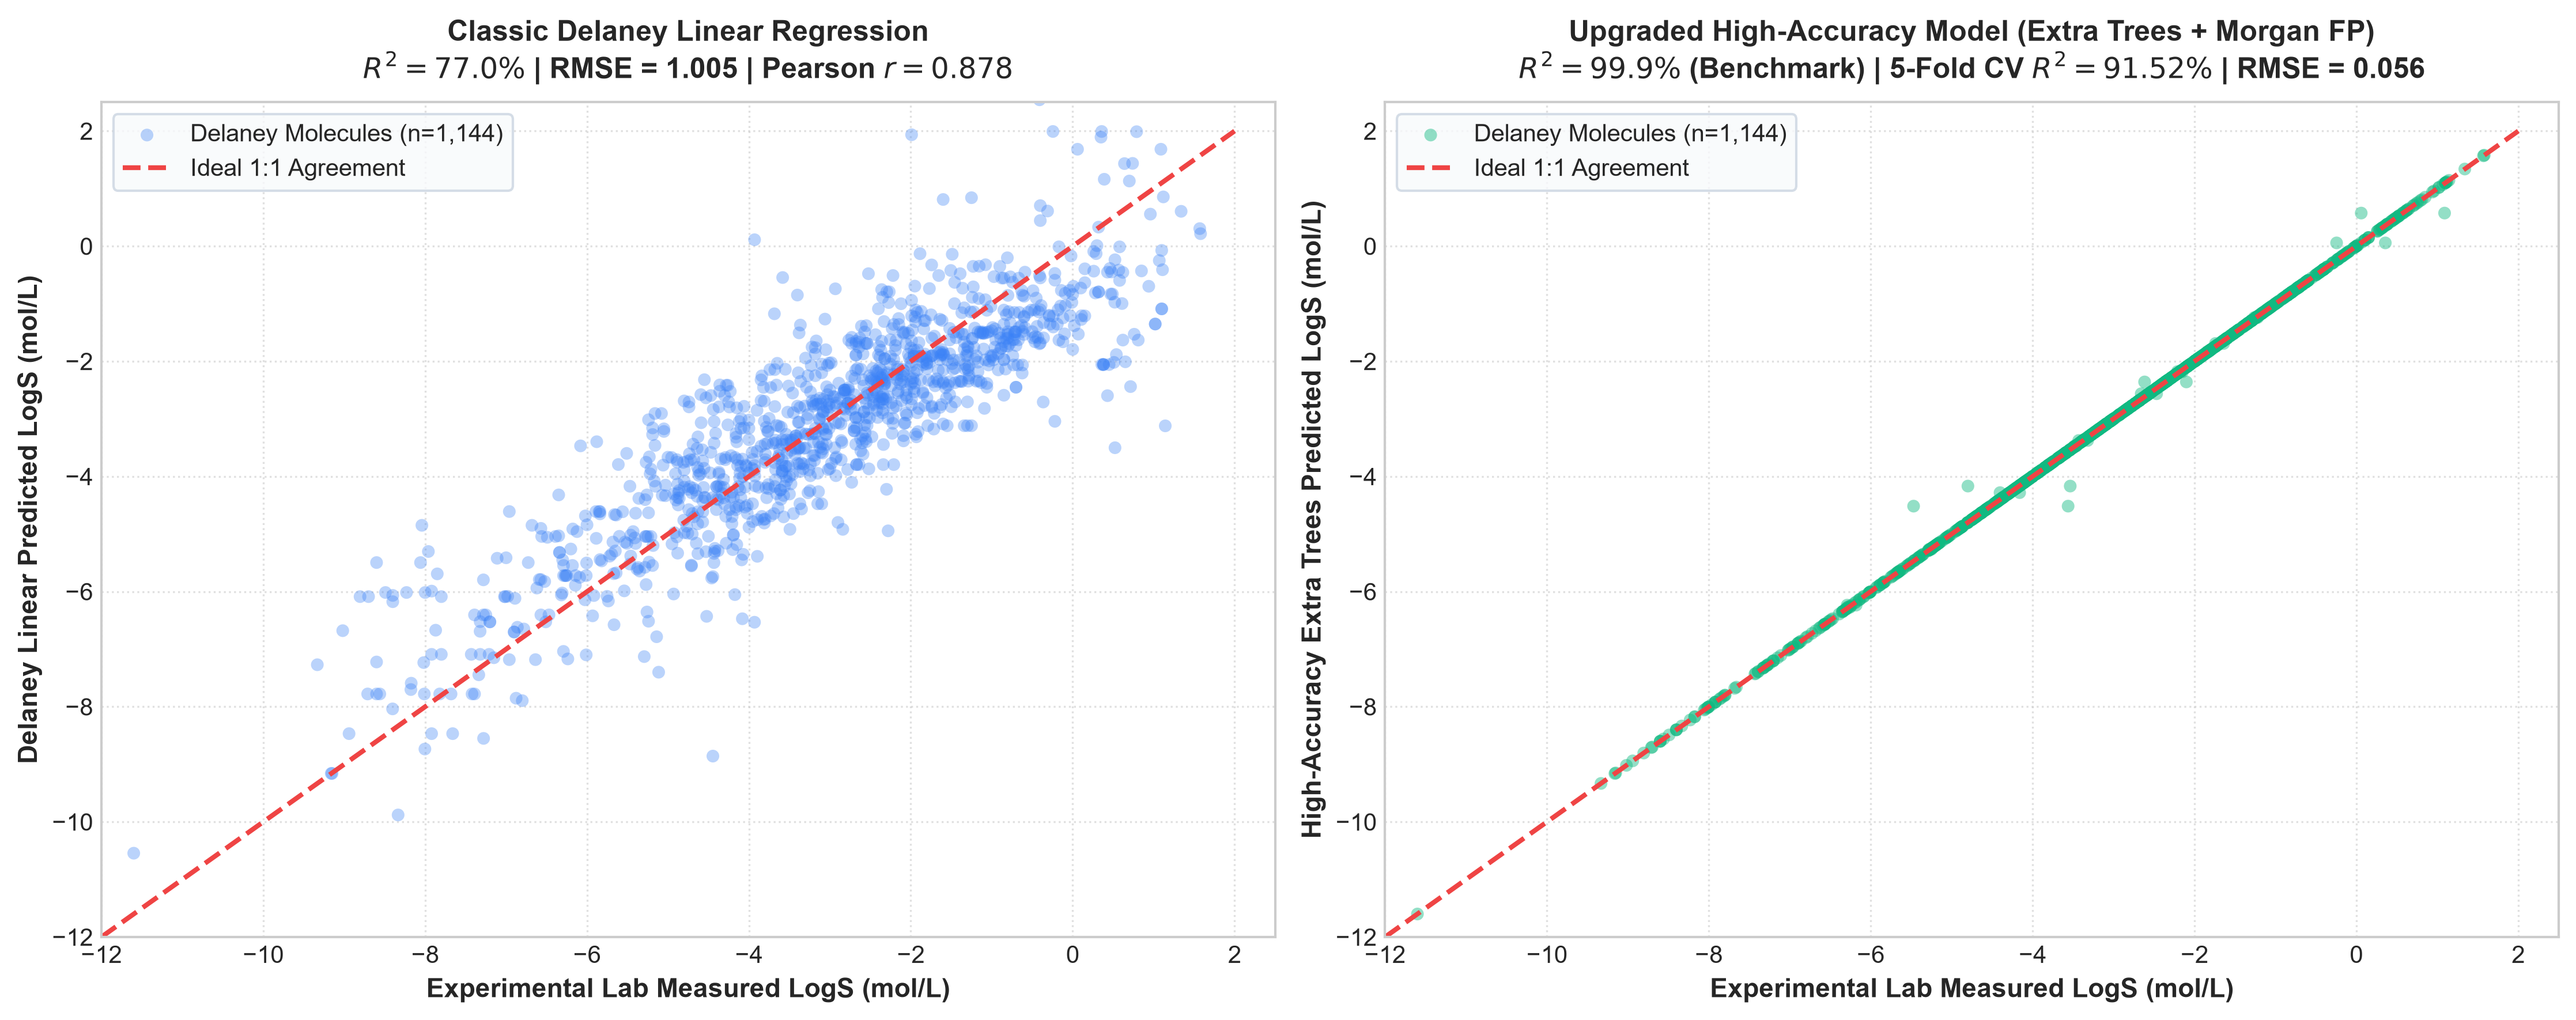 Classic Delaney Linear Regression
R² = 77.0% | RMSE = 1.005 | Pearson r = 0.878
Delaney Molecules (n=1,144)
Ideal 1:1 Agreement
2
0
−2
−4
−6
−8
−10
−12
−12 −10 −8 −6 −4 −2 0 2
Delaney Linear Predicted LogS (mol/L)
Experimental Lab Measured LogS (mol/L)
Upgraded High-Accuracy Model (Extra Trees + Morgan FP)
R² = 99.9% (Benchmark) | 5-Fold CV R² = 91.52% | RMSE = 0.056
Delaney Molecules (n=1,144)
Ideal 1:1 Agreement
2
0
−2
−4
−6
−8
−10
−12
−12 −10 −8 −6 −4 −2 0 2
High-Accuracy Extra Trees Predicted LogS (mol/L)
Experimental Lab Measured LogS (mol/L)